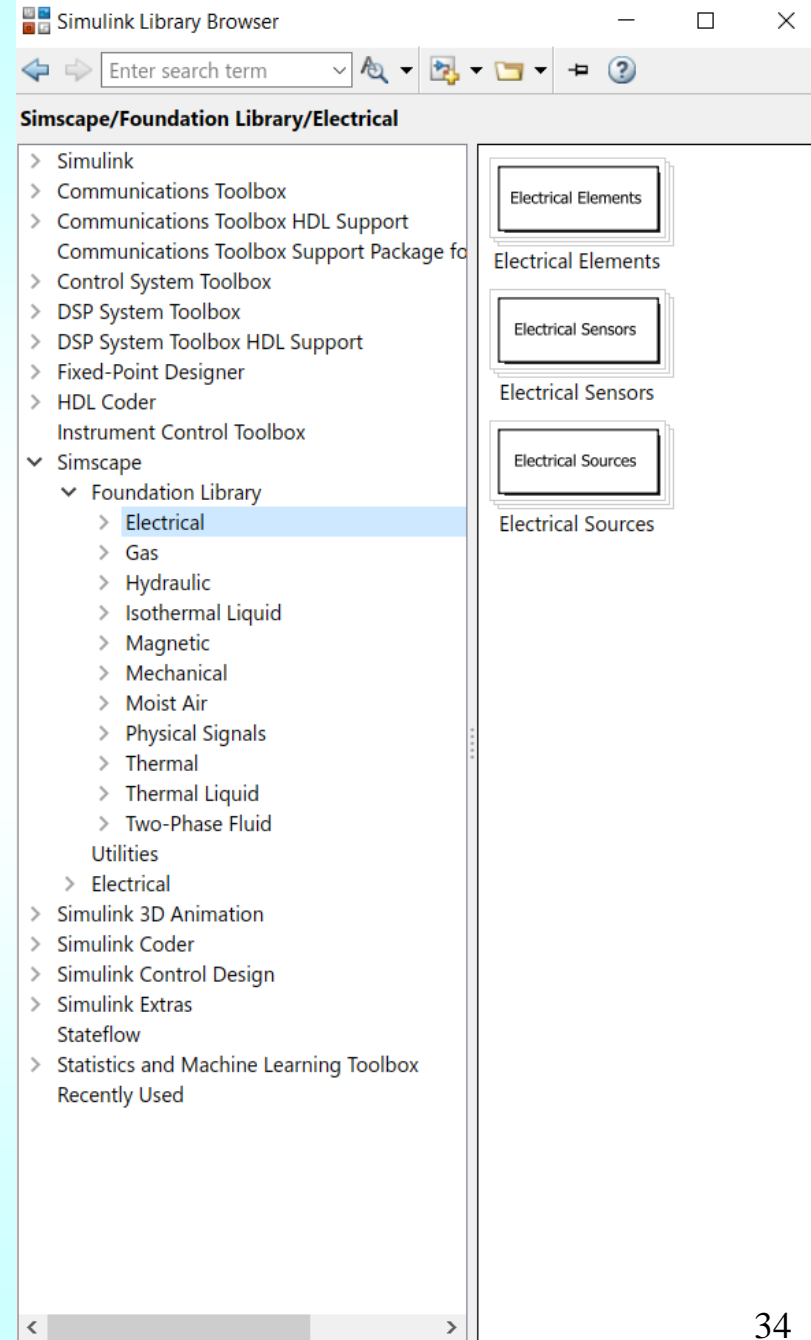 Simulink Library Browser
Enter search term
Simscape/Foundation Library/Electrical
Simulink
Communications Toolbox
Communications Toolbox HDL Support
Communications Toolbox Support Package fo
Control System Toolbox
DSP System Toolbox
DSP System Toolbox HDL Support
Fixed-Point Designer
HDL Coder
Instrument Control Toolbox
Simscape
Foundation Library
Electrical
Gas
Hydraulic
Isothermal Liquid
Magnetic
Mechanical
Moist Air
Physical Signals
Thermal
Thermal Liquid
Two-Phase Fluid
Utilities
Electrical
Simulink 3D Animation
Simulink Coder
Simulink Control Design
Simulink Extras
Stateflow
Statistics and Machine Learning Toolbox
Recently Used
Electrical Elements
Electrical Elements
Electrical Sensors
Electrical Sensors
Electrical Sources
Electrical Sources
34